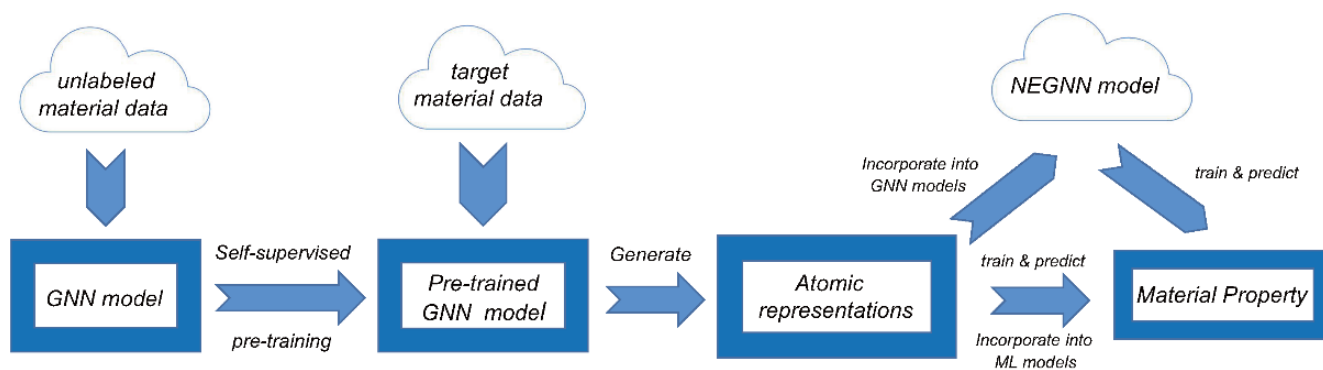 unlabeled
material data
target
material data
NEGNN model
Incorporate into
GNN models
train & predict
GNN model
Self-supervised
pre-training
Pre-trained
GNN model
Generate
Atomic
representations
train & predict
Incorporate into
ML models
Material Property